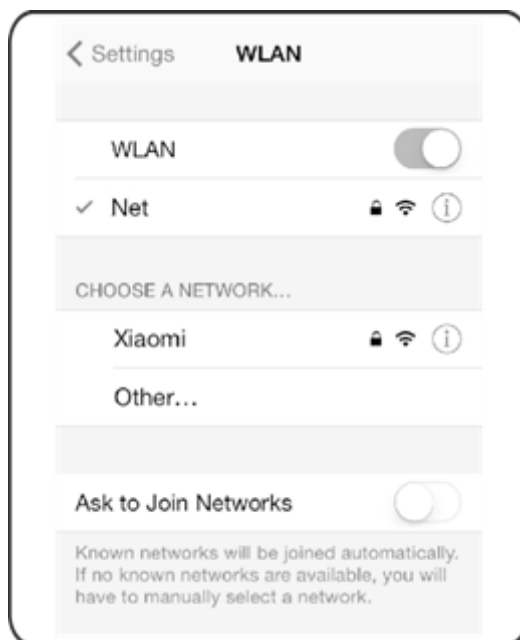 Settings WLAN
WLAN
Net
CHOOSE A NETWORK...
Xiaomi
Other...
Ask to Join Networks
Known networks will be joined automatically.
If no known networks are available, you will
have to manually select a network.